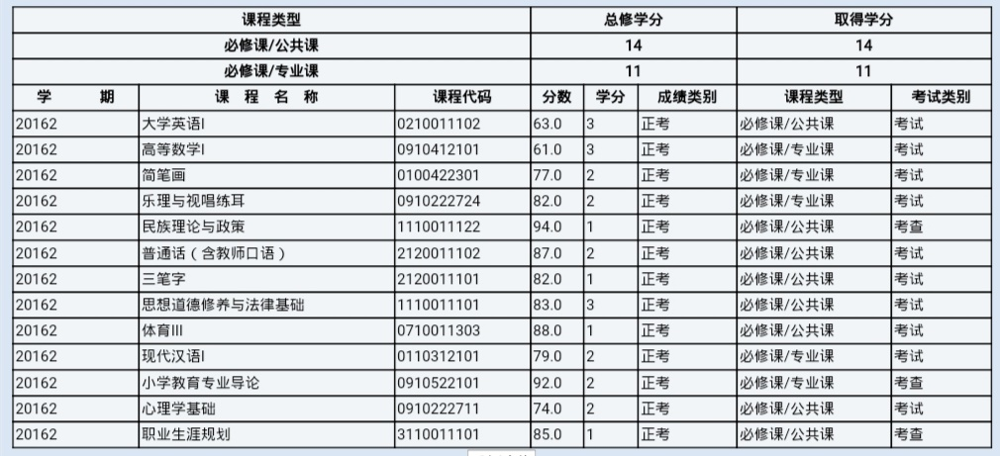 课程类型 总修学分 取得学分
必修课/公共课 14 14
必修课/专业课 11 11
学 期 课 程 名 称 课程代码 分数 学分 成绩类别 课程类型 考试类别
20162 大学英语I 0210011102 63.0 3 正考 必修课/公共课 考试
20162 高等数学I 0910412101 61.0 3 正考 必修课/专业课 考试
20162 简笔画 0100422301 77.0 2 正考 必修课/专业课 考试
20162 乐理与视唱练耳 0910222724 82.0 2 正考 必修课/专业课 考试
20162 民族理论与政策 1110011122 94.0 1 正考 必修课/公共课 考查
20162 普通话（含教师口语） 2120011102 87.0 2 正考 必修课/公共课 考试
20162 三笔字 2120011101 82.0 1 正考 必修课/公共课 考试
20162 思想道德修养与法律基础 1110011101 83.0 3 正考 必修课/公共课 考试
20162 体育III 0710011303 88.0 1 正考 必修课/公共课 考试
20162 现代汉语I 0110312101 79.0 2 正考 必修课/专业课 考试
20162 小学教育专业导论 0910522101 92.0 2 正考 必修课/专业课 考查
20162 心理学基础 0910222711 74.0 2 正考 必修课/公共课 考试
20162 职业生涯规划 3110011101 85.0 1 正考 必修课/公共课 考查